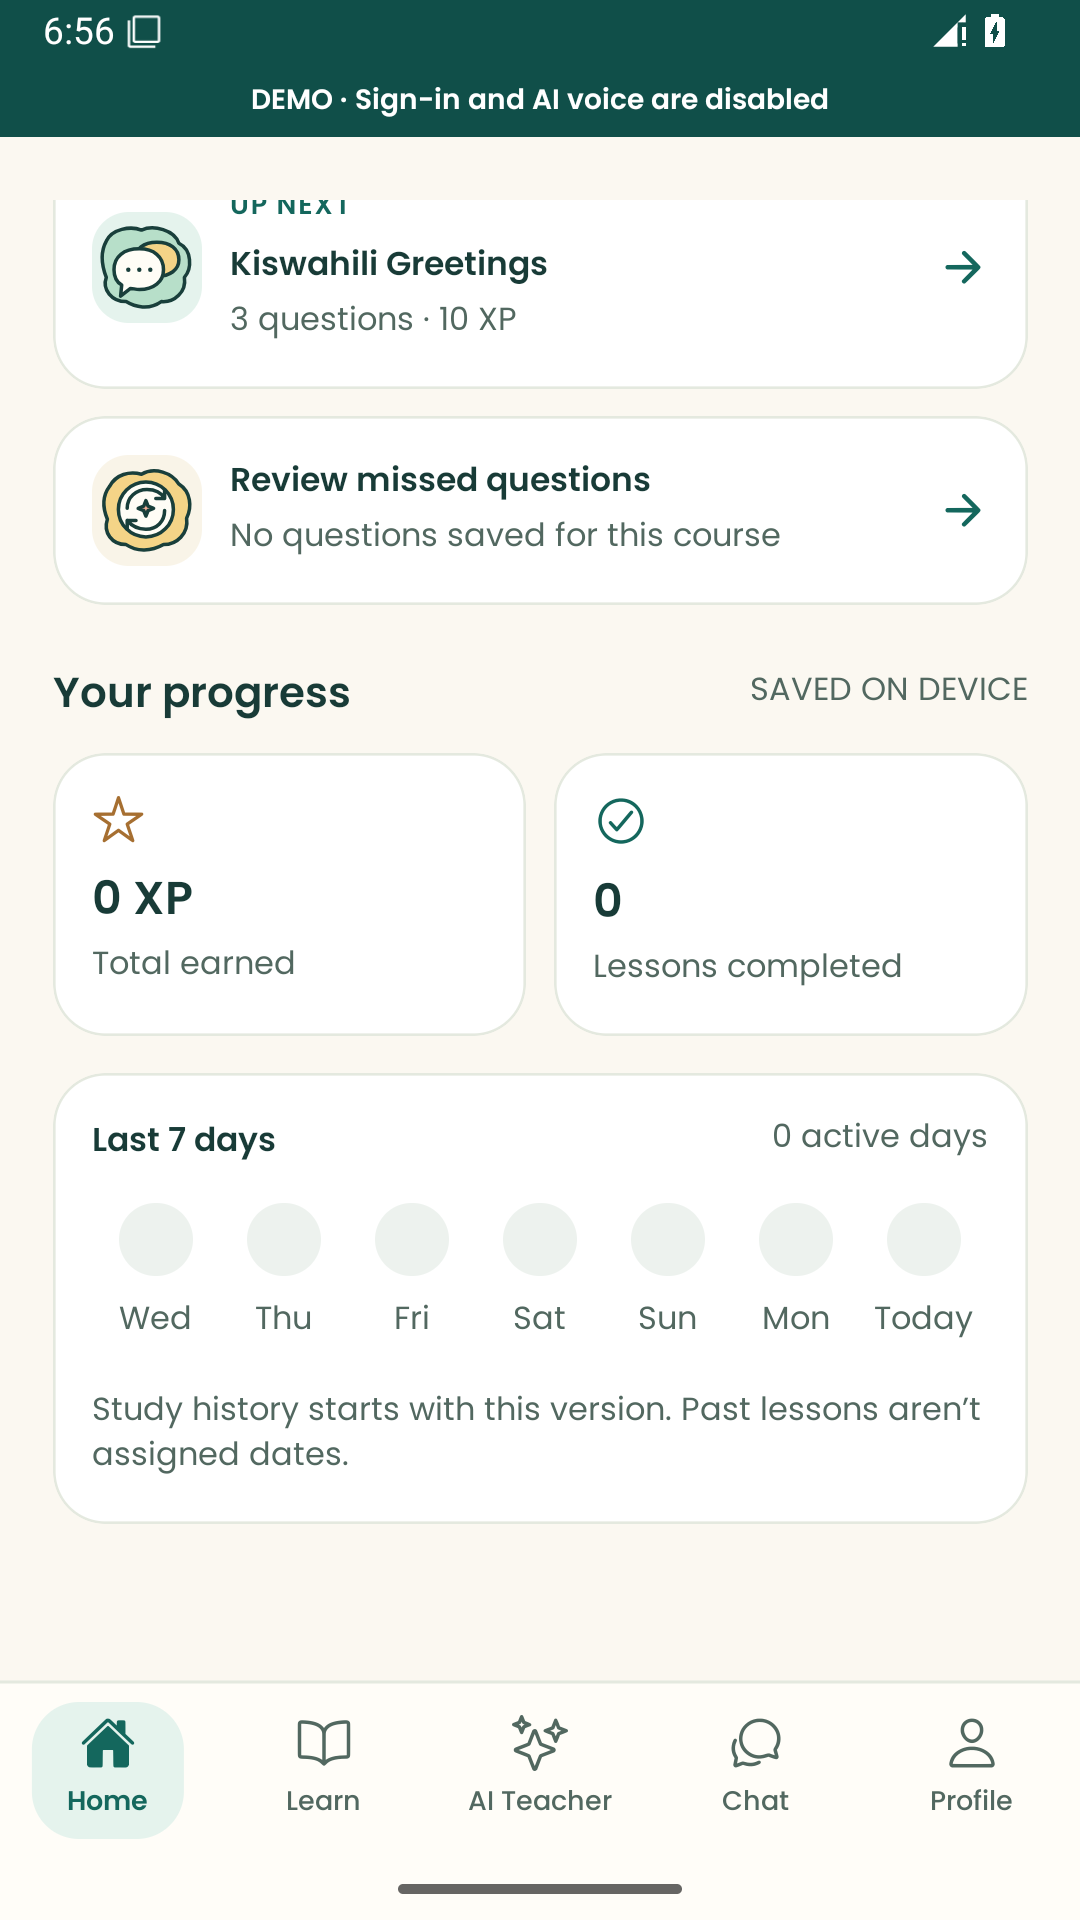 6:56
DEMO · Sign-in and AI voice are disabled
UP NEXT
Kiswahili Greetings
3 questions · 10 XP
Review missed questions
No questions saved for this course
Your progress
SAVED ON DEVICE
0 XP
Total earned
0
Lessons completed
Last 7 days
0 active days
Wed Thu Fri Sat Sun Mon Today
Study history starts with this version. Past lessons aren’t
assigned dates.
Home Learn AI Teacher Chat Profile